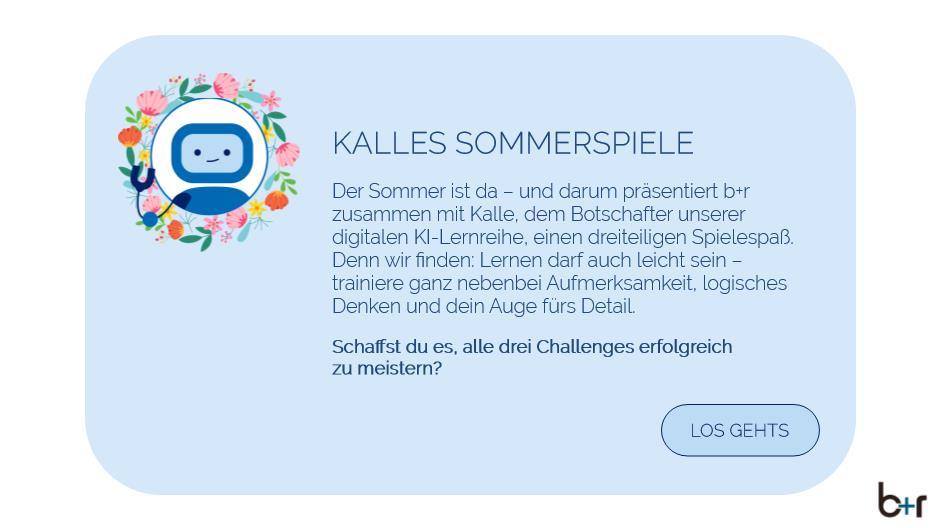 KALLES SOMMERSPIELE
Der Sommer ist da – und darum präsentiert b+r
zusammen mit Kalle, dem Botschafter unserer
digitalen KI-Lernreihe, einen dreiteiligen Spielespaß.
Denn wir finden: Lernen darf auch leicht sein –
trainiere ganz nebenbei Aufmerksamkeit, logisches
Denken und dein Auge fürs Detail.
Schaffst du es, alle drei Challenges erfolgreich
zu meistern?
LOS GEHTS
b+r